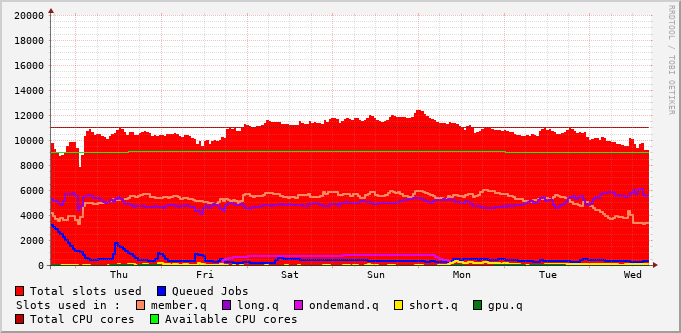 RRDTOOL / TOBI OETIKER
20000
18000
16000
14000
12000
10000
8000
6000
4000
2000
0
Thu Fri Sat Sun Mon Tue Wed
Total slots used Queued Jobs
Slots used in : member.q long.q ondemand.q short.q gpu.q
Total CPU cores Available CPU cores